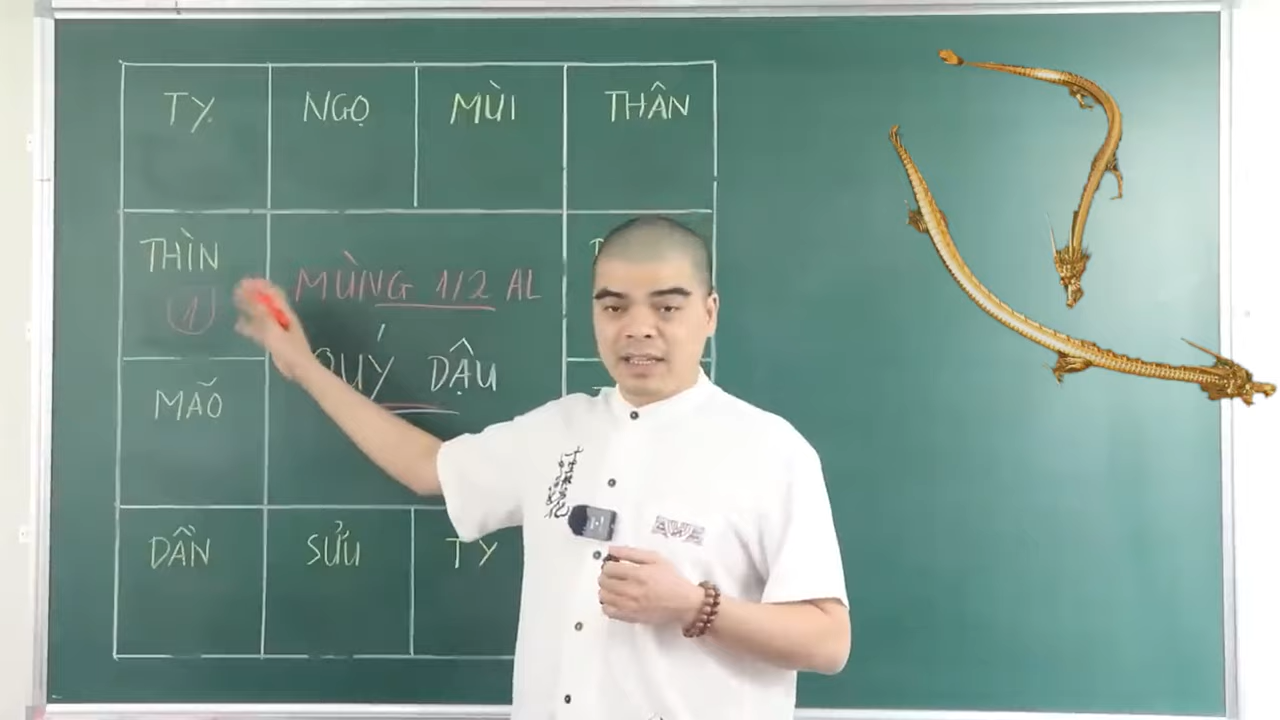 TỴ NGỌ MÙI THÂN
THÌN
MÙNG 1/2 AL
1
QUÝ DẬU
MÃO
DẦN SỬU TÝ